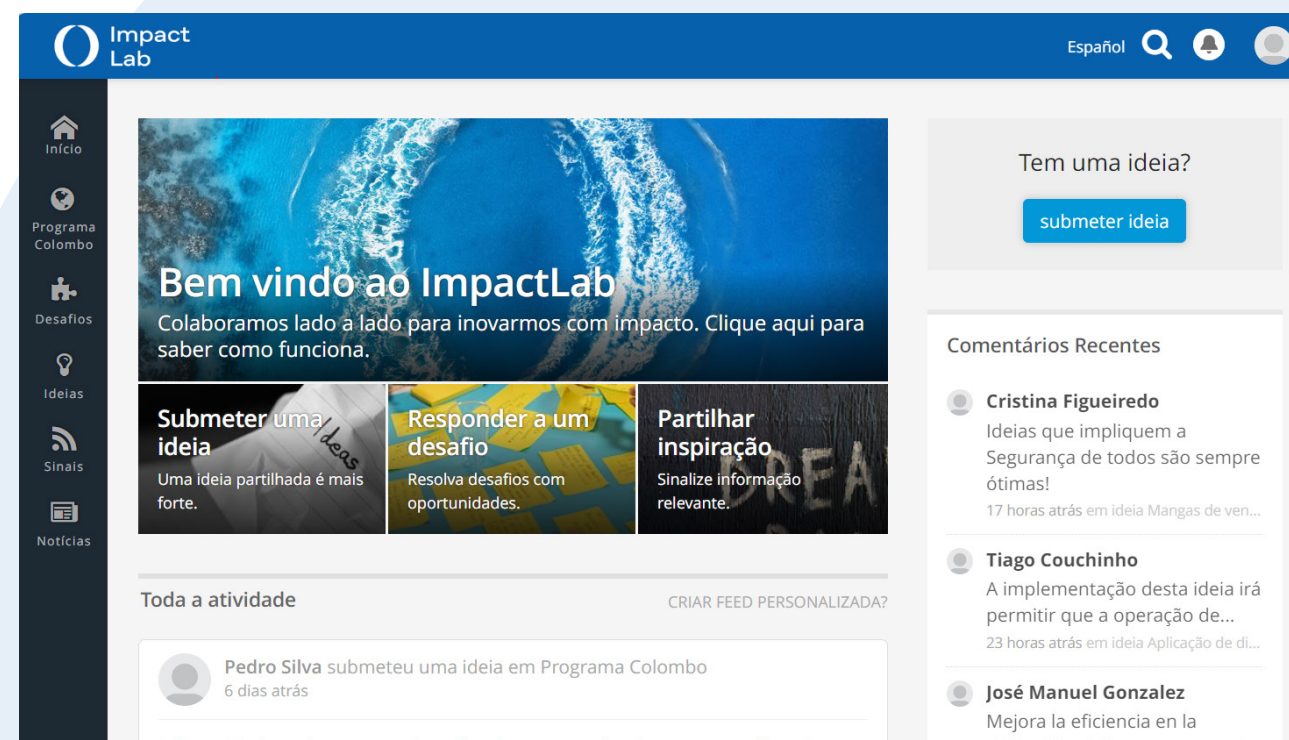 Impact
Lab
Español
Início
Programa
Colombo
Desafios
Ideias
Sinais
Notícias
Bem vindo ao ImpactLab
Colaboramos lado a lado para inovarmos com impacto. Clique aqui para
saber como funciona.
Submeter uma
ideia
Uma ideia partilhada é mais
forte.
Ideas
Responder a um
desafio
Resolva desafios com
oportunidades.
Partilhar
inspiração
Sinalize informação
relevante.
DREA
Toda a atividade
CRIAR FEED PERSONALIZADA?
Pedro Silva submeteu uma ideia em Programa Colombo
6 dias atrás
Tem uma ideia?
submeter ideia
Comentários Recentes
Cristina Figueiredo
Ideias que impliquem a
Segurança de todos são sempre
ótimas!
17 horas atrás em ideia Mangas de ven...
Tiago Couchinho
A implementação desta ideia irá
permitir que a operação de...
23 horas atrás em ideia Aplicação de di...
José Manuel Gonzalez
Mejora la eficiencia en la